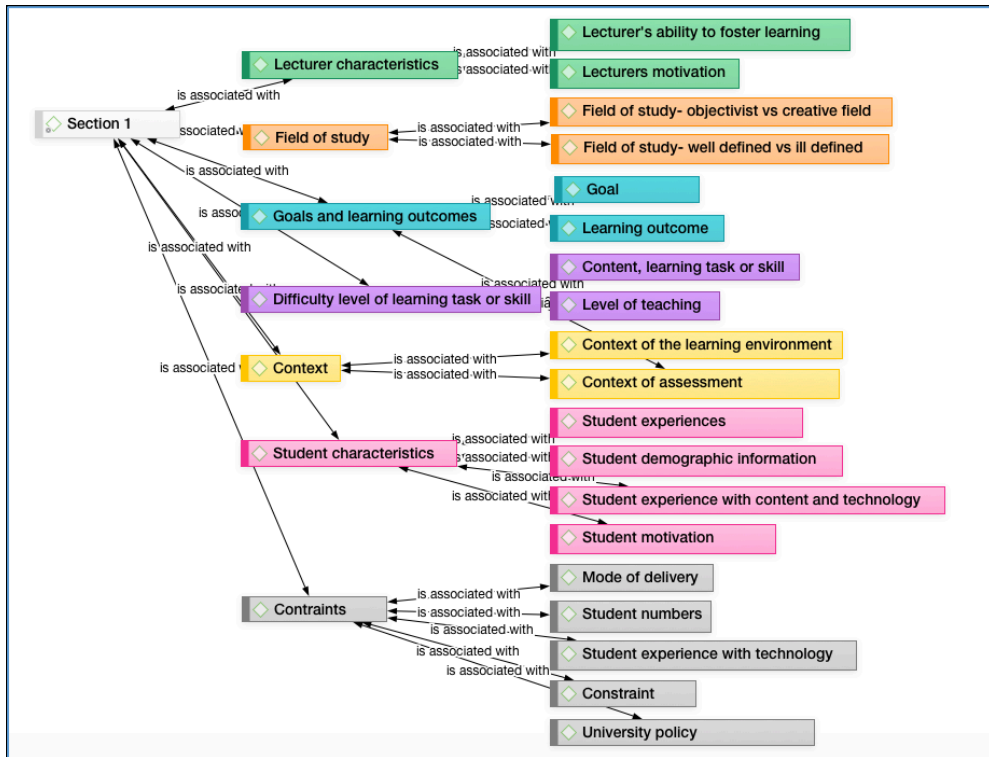 Lecturer's ability to foster learning
is associated with
Lecturer characteristics
is associated with
Lecturers motivation
is associated with
Section 1
Field of study- objectivist vs creative field
is associated with
Field of study
is associated with
Field of study- well defined vs ill defined
is associated with
Goal
is associated with
Goals and learning outcomes
Learning outcome
is associated with
Content, learning task or skill
is associated with
Difficulty level of learning task or skill
Level of teaching
Context of the learning environment
is associated with
Context
is associated with
Context of assessment
is associated
Student experiences
is associated with
Student characteristics
is associated with
Student demographic information
is associated with
Student experience with content and technology
is associated with
Student motivation
Mode of delivery
is associated with
Contraints
is associated with
Student numbers
is associated with
Student experience with technology
is associated with
is associated with
Constraint
University policy